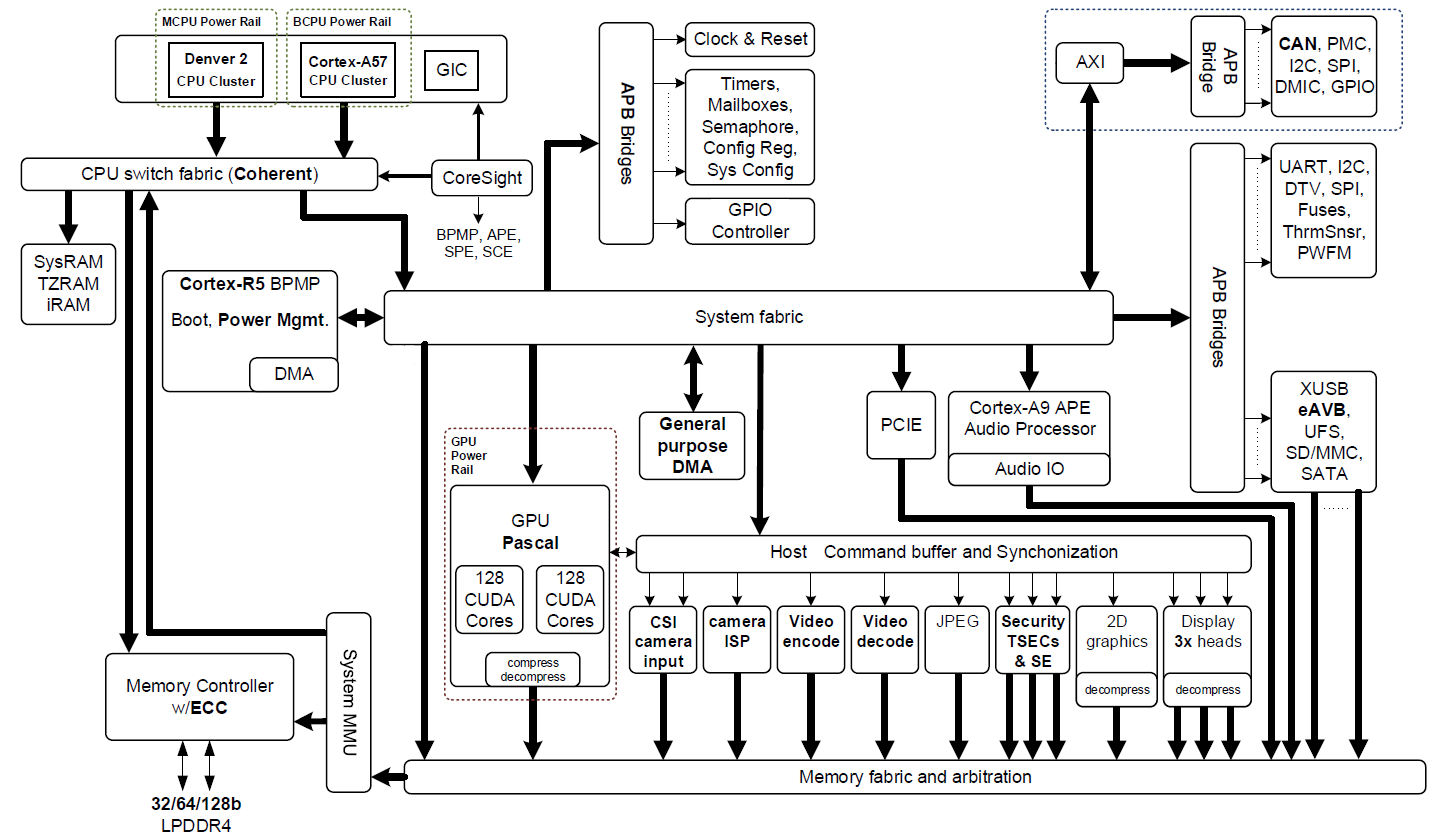 MCPU Power Rail
BCPU Power Rail
Denver 2
CPU Cluster
Cortex-A57
CPU Cluster
GIC
CPU switch fabric (Coherent)
CoreSight
BPMP, APE,
SPE, SCE
SysRAM
TZRAM
iRAM
Cortex-R5 BPMP
Boot, Power Mgmt.
DMA
APB Bridges
Clock & Reset
Timers,
Mailboxes,
Semaphore,
Config Reg,
Sys Config
GPIO
Controller
AXI
APB
Bridge
CAN, PMC,
I2C, SPI,
DMIC, GPIO
System fabric
APB Bridges
UART, I2C,
DTV, SPI,
Fuses,
ThrmSnsr,
PWFM
XUSB
eAVB,
UFS,
SD/MMC,
SATA
GPU
Power
Rail
GPU
Pascal
128
CUDA
Cores
128
CUDA
Cores
compress
decompress
General
purpose
DMA
PCIE
Cortex-A9 APE
Audio Processor
Audio IO
Host Command buffer and Synchonization
CSI
camera
input
camera
ISP
Video
encode
Video
decode
JPEG
Security
TSECs
& SE
2D
graphics
decompress
Display
3x heads
decompress
System MMU
Memory Controller
w/ECC
32/64/128b
LPDDR4
Memory fabric and arbitration